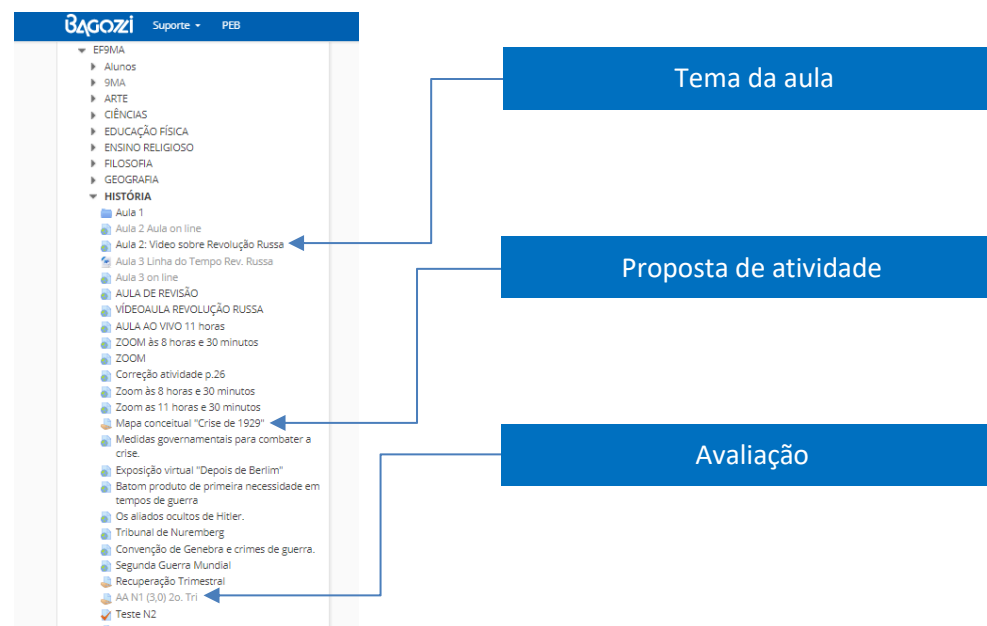 BAGOZZI Suporte PEB
EF9MA
Alunos
9MA
ARTE
CIÊNCIAS
EDUCAÇÃO FÍSICA
ENSINO RELIGIOSO
FILOSOFIA
GEOGRAFIA
HISTÓRIA
Aula 1
Aula 2 Aula on line
Aula 2: Video sobre Revolução Russa
Aula 3 Linha do Tempo Rev. Russa
Aula 3 on line
AULA DE REVISÃO
VÍDEOAULA REVOLUÇÃO RUSSA
AULA AO VIVO 11 horas
ZOOM às 8 horas e 30 minutos
ZOOM
Correção atividade p.26
Zoom às 8 horas e 30 minutos
Zoom as 11 horas e 30 minutos
Mapa conceitual "Crise de 1929"
Medidas governamentais para combater a
crise.
Exposição virtual "Depois de Berlim"
Batom produto de primeira necessidade em
tempos de guerra
Os aliados ocultos de Hitler.
Tribunal de Nuremberg
Convenção de Genebra e crimes de guerra.
Segunda Guerra Mundial
Recuperação Trimestral
AA N1 (3,0) 2o. Tri
Teste N2
Tema da aula
Proposta de atividade
Avaliação